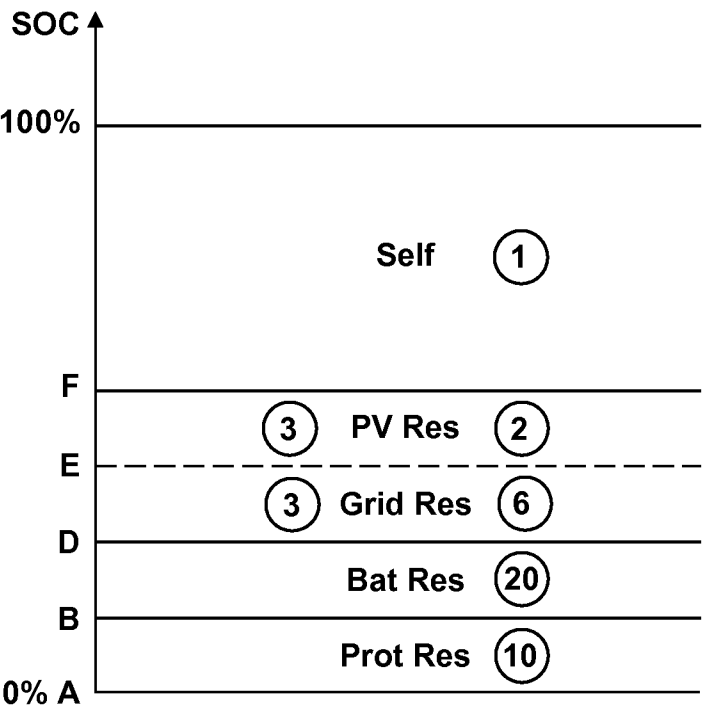 SOC
100%
Self 1
F
3 PV Res 2
E
3 Grid Res 6
D
Bat Res 20
B
Prot Res 10
0% A